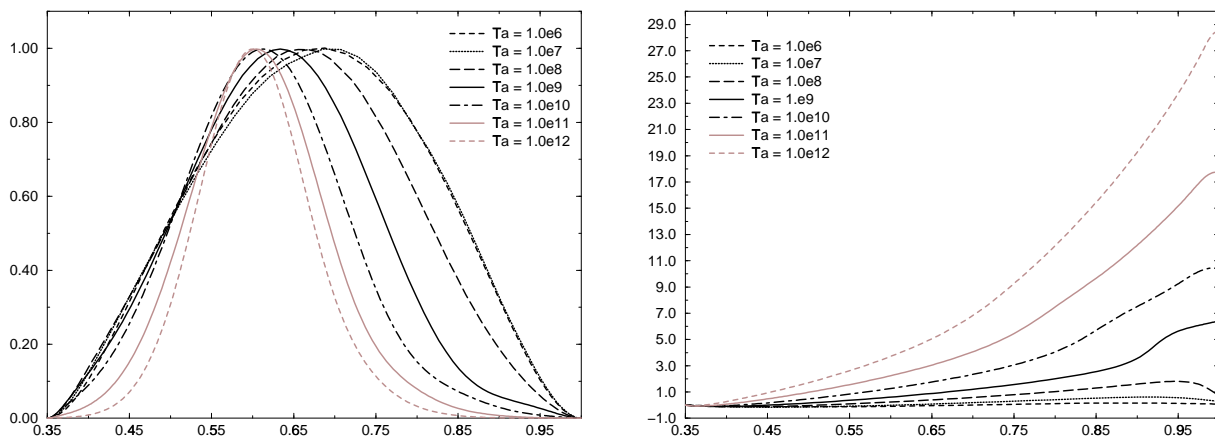 1.00
0.80
0.60
0.40
0.20
0.00
0.35 0.45 0.55 0.65 0.75 0.85 0.95
Ta = 1.0e6
Ta = 1.0e7
Ta = 1.0e8
Ta = 1.0e9
Ta = 1.0e10
Ta = 1.0e11
Ta = 1.0e12
29.0
27.0
25.0
23.0
21.0
19.0
17.0
15.0
13.0
11.0
9.0
7.0
5.0
3.0
1.0
−1.0
0.35 0.45 0.55 0.65 0.75 0.85 0.95
Ta = 1.0e6
Ta = 1.0e7
Ta = 1.0e8
Ta = 1.e9
Ta = 1.0e10
Ta = 1.0e11
Ta = 1.0e12